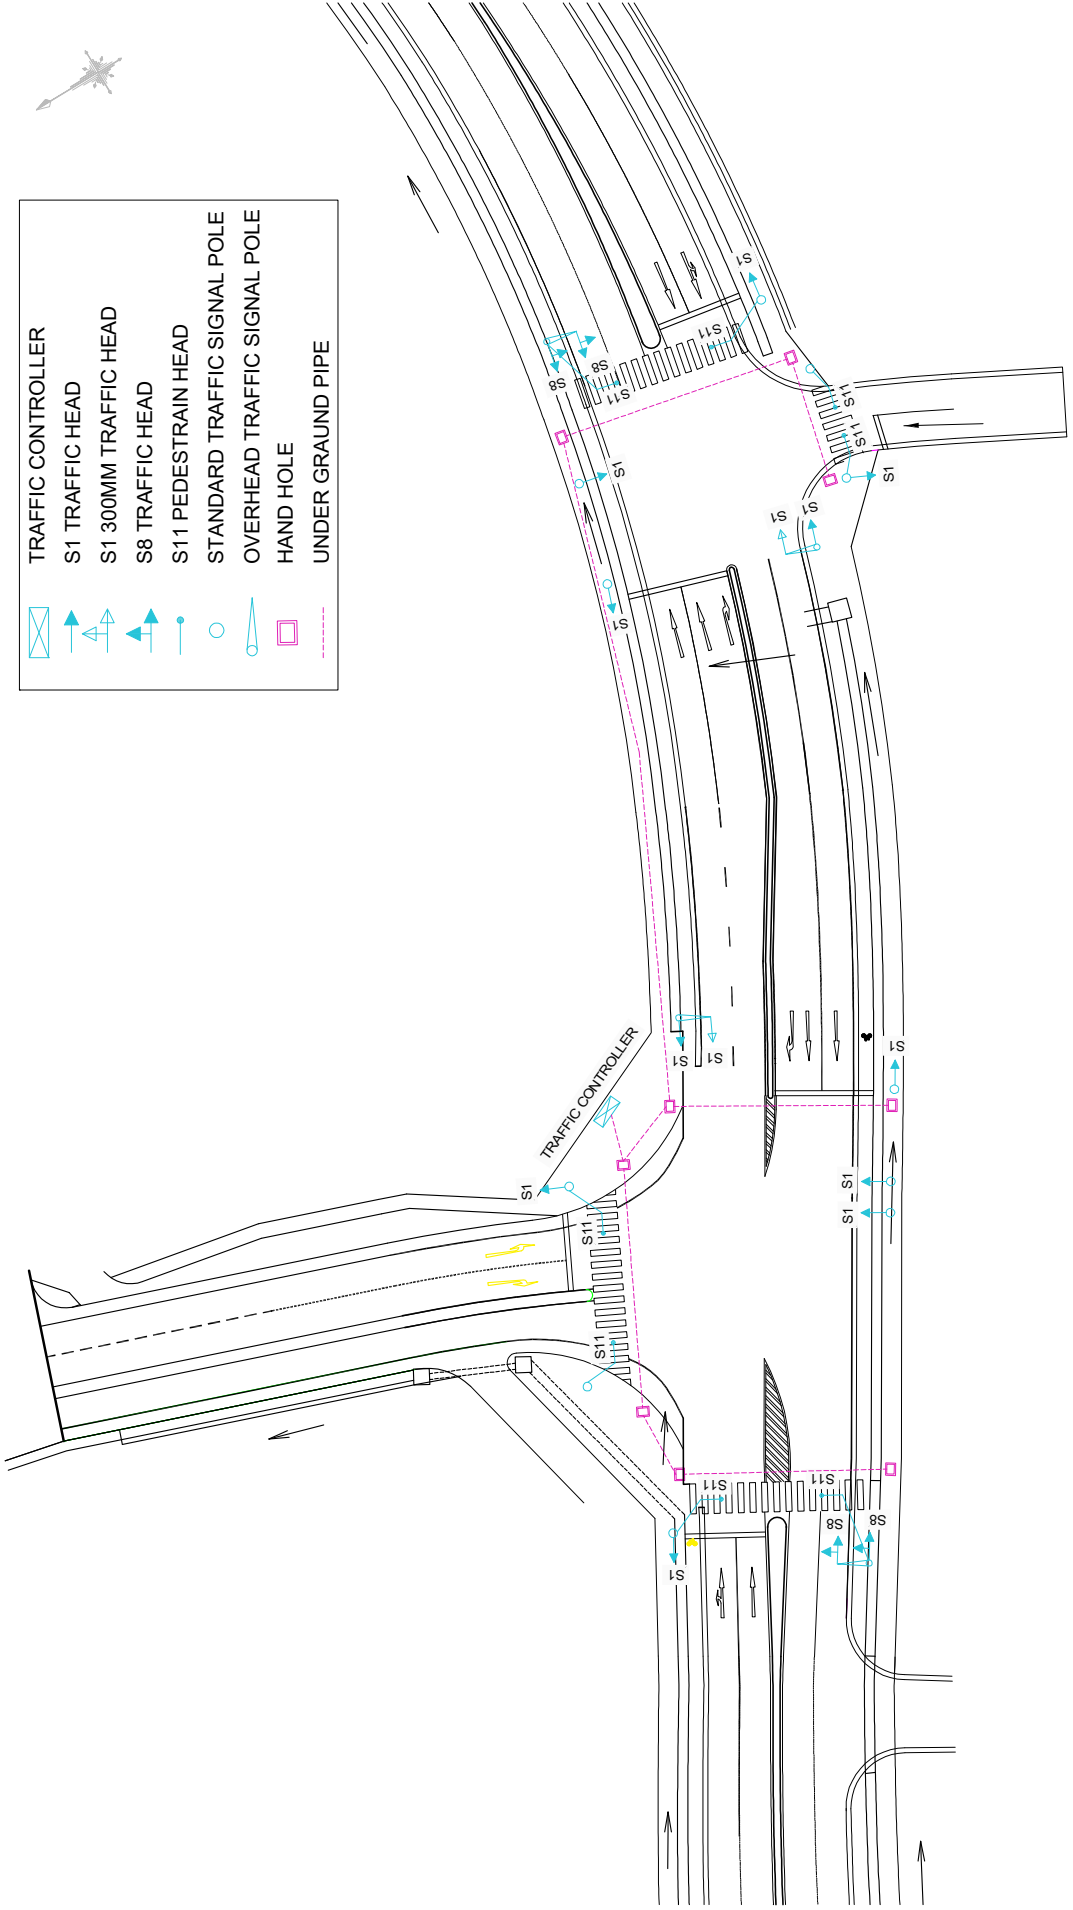 TRAFFIC CONTROLLER
S1 TRAFFIC HEAD
S1 300MM TRAFFIC HEAD
S8 TRAFFIC HEAD
S11 PEDESTRAIN HEAD
STANDARD TRAFFIC SIGNAL POLE
OVERHEAD TRAFFIC SIGNAL POLE
HAND HOLE
UNDER GRAUND PIPE
S1
S11
S8
S8
S11
S11
S11
S1
S1
S1
S1
S1
S1
S1
S1
TRAFFIC CONTROLLER
S1
S1
S1
S11
S11
S11
S11
S8
S8
S1